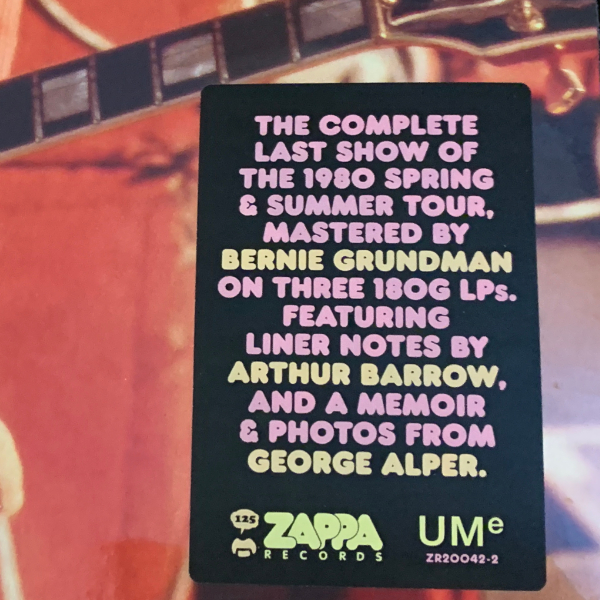 THE COMPLETE
LAST SHOW OF
THE 1980 SPRING
& SUMMER TOUR,
MASTERED BY
BERNIE GRUNDMAN
ON THREE 180G LPs.
FEATURING
LINER NOTES BY
ARTHUR BARROW,
AND A MEMOIR
& PHOTOS FROM
GEORGE ALPER.
125
ZAPPA
RECORDS
UMe
ZR20042-2